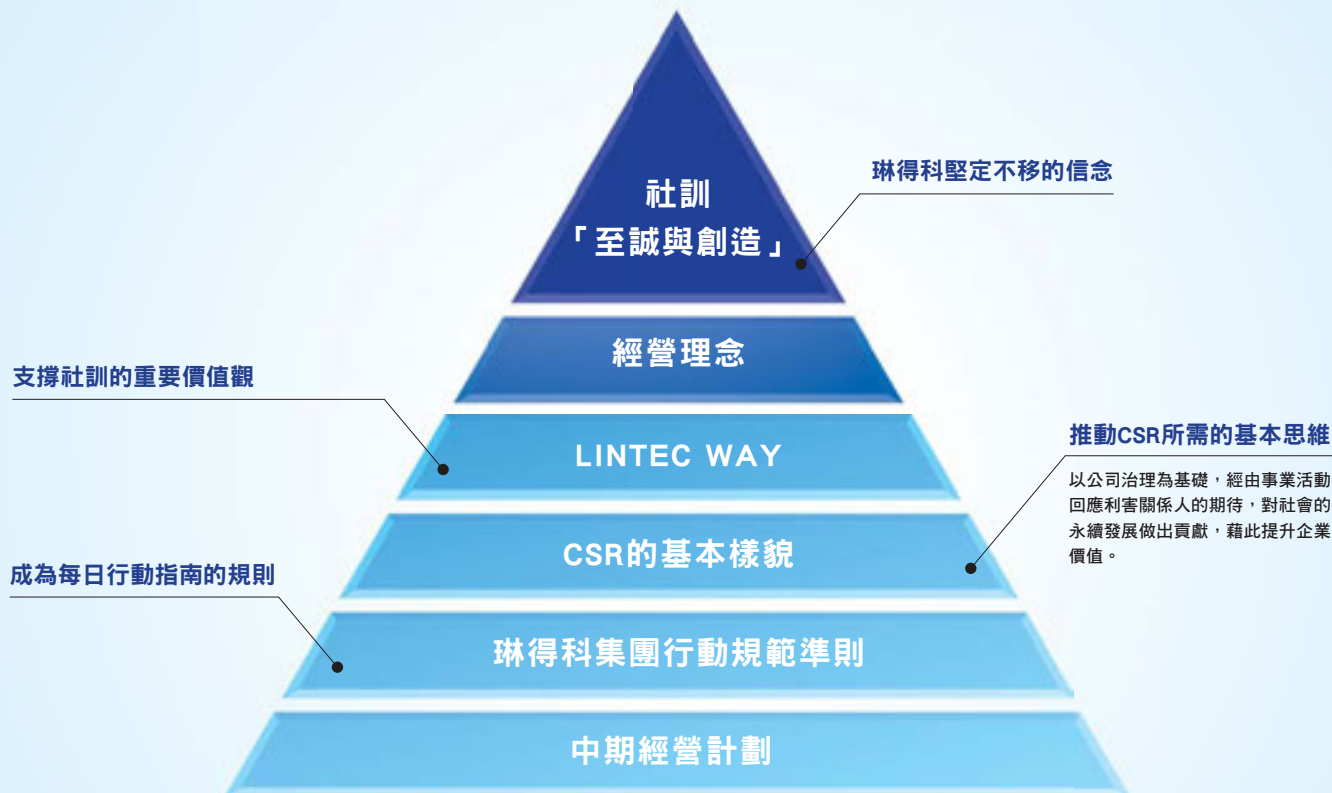 社訓
「至誠與創造」
琳得科堅定不移的信念
經營理念
支撐社訓的重要價值觀
LINTEC WAY
推動CSR所需的基本思維
以公司治理為基礎，經由事業活動
回應利害關係人的期待，對社會的
永續發展做出貢獻，藉此提升企業
價值。
CSR的基本樣貌
成為每日行動指南的規則
琳得科集團行動規範準則
中期經營計劃